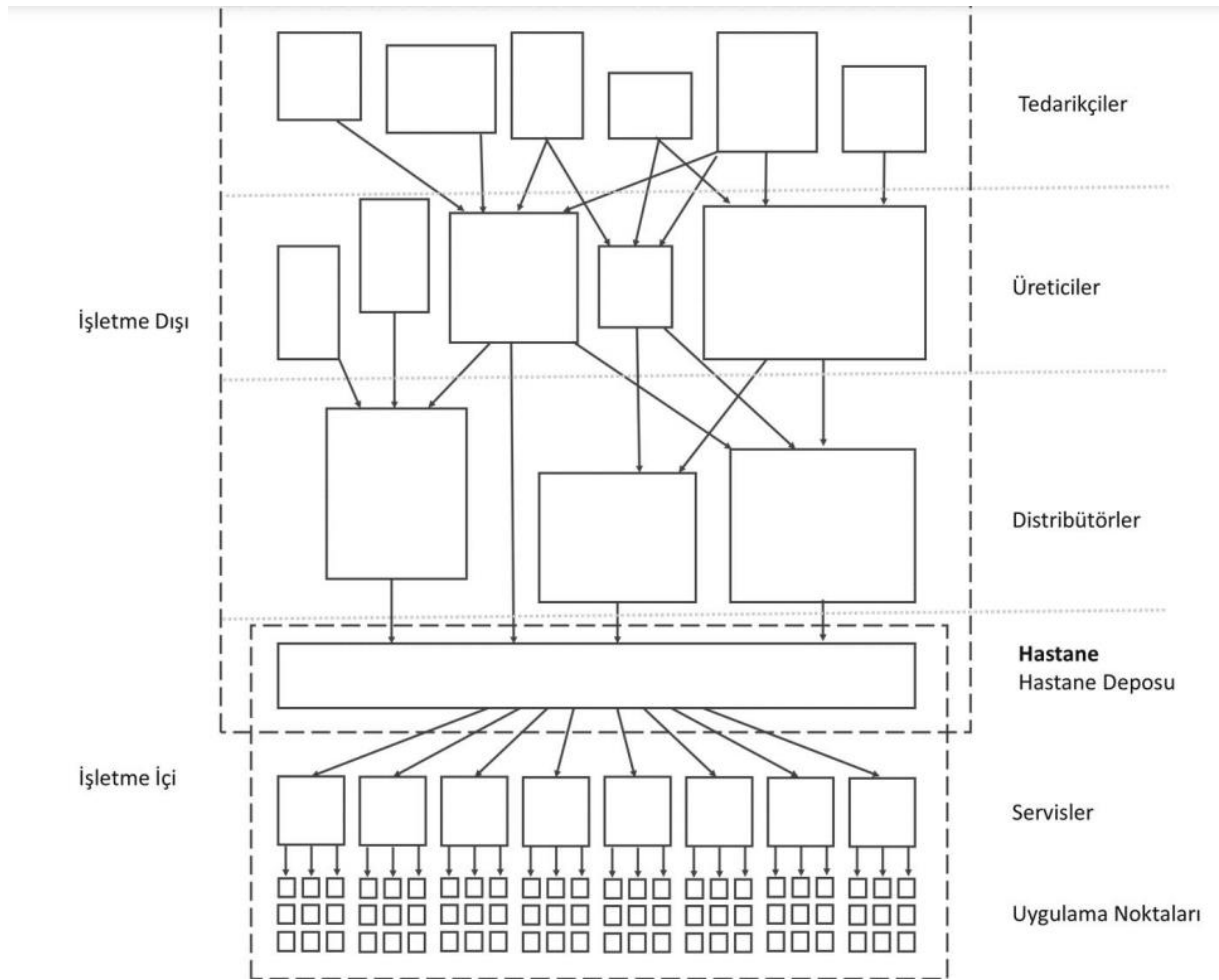 Tedarikçiler
Üreticiler
İşletme Dışı
Distribütörler
Hastane
Hastane Deposu
İşletme İçi
Servisler
Uygulama Noktaları